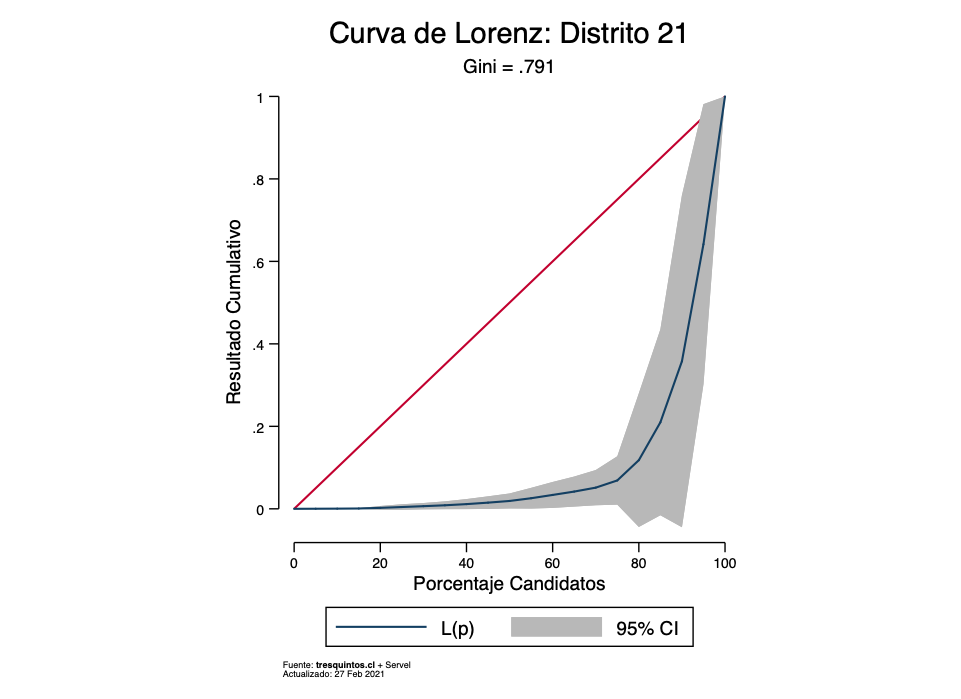 Curva de Lorenz: Distrito 21
Gini = .791
Resultado Cumulativo
1
.8
.6
.4
.2
0
0 20 40 60 80 100
Porcentaje Candidatos
L(p) 95% CI
Fuente: tresquintos.cl + Servel
Actualizado: 27 Feb 2021